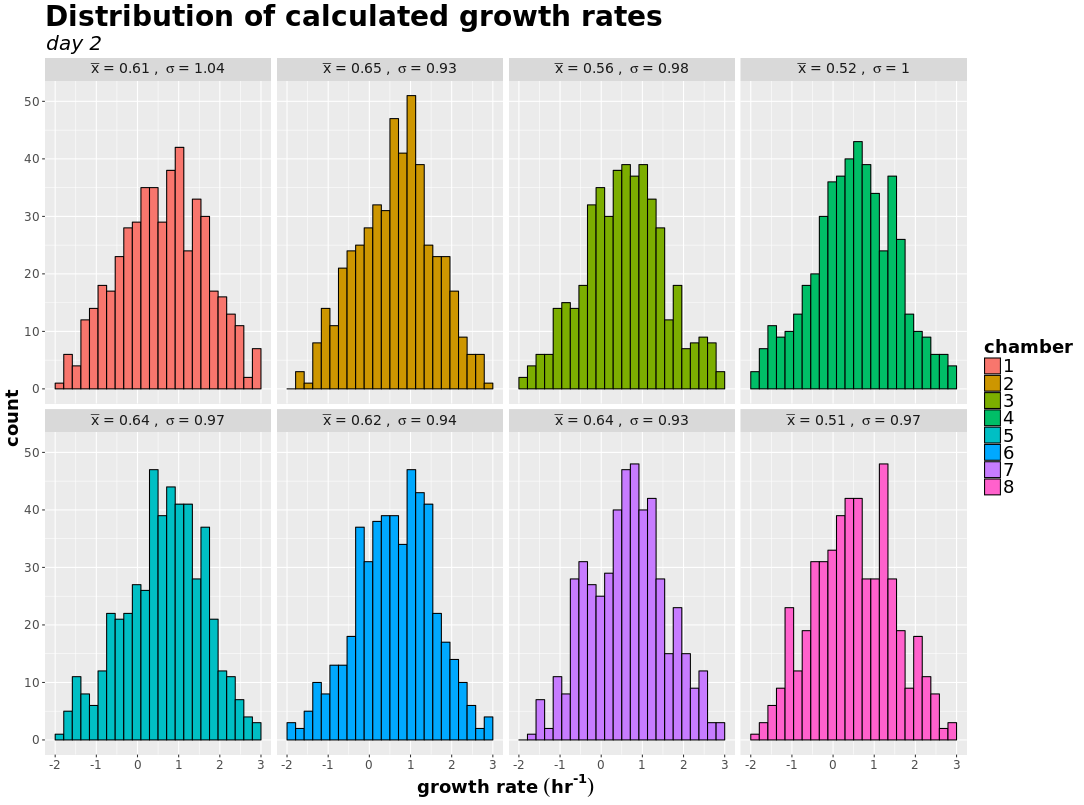 Distribution of calculated growth rates
day 2
x̅ = 0.61 , σ = 1.04
x̅ = 0.65 , σ = 0.93
x̅ = 0.56 , σ = 0.98
x̅ = 0.52 , σ = 1
50
40
30
20
10
0
x̅ = 0.64 , σ = 0.97
x̅ = 0.62 , σ = 0.94
x̅ = 0.64 , σ = 0.93
x̅ = 0.51 , σ = 0.97
50
40
30
20
10
0
-2 -1 0 1 2 3
-2 -1 0 1 2 3
-2 -1 0 1 2 3
-2 -1 0 1 2 3
count
growth rate (hr⁻¹)
chamber
1
2
3
4
5
6
7
8